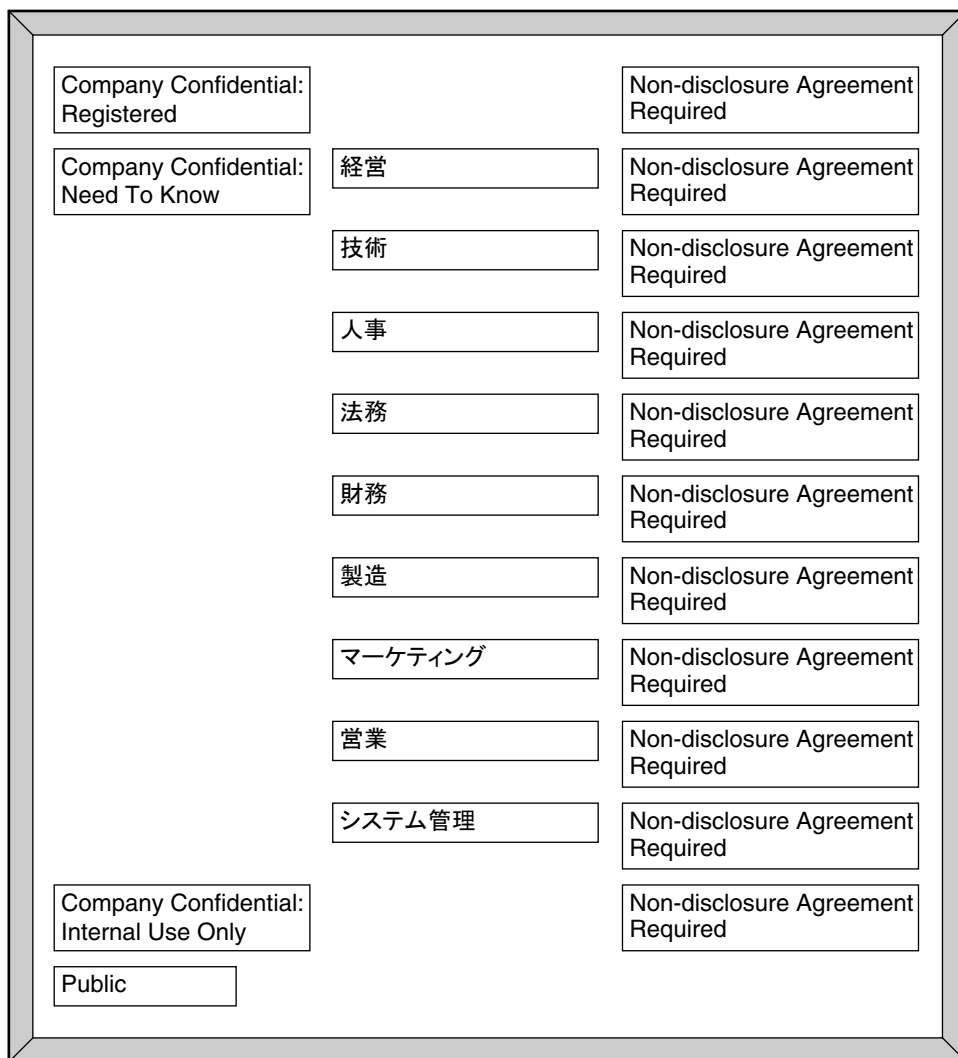 Company Confidential:
Registered
Non-disclosure Agreement
Required
Company Confidential:
Need To Know
経営
Non-disclosure Agreement
Required
技術
Non-disclosure Agreement
Required
人事
Non-disclosure Agreement
Required
法務
Non-disclosure Agreement
Required
財務
Non-disclosure Agreement
Required
製造
Non-disclosure Agreement
Required
マーケティング
Non-disclosure Agreement
Required
営業
Non-disclosure Agreement
Required
システム管理
Non-disclosure Agreement
Required
Company Confidential:
Internal Use Only
Non-disclosure Agreement
Required
Public